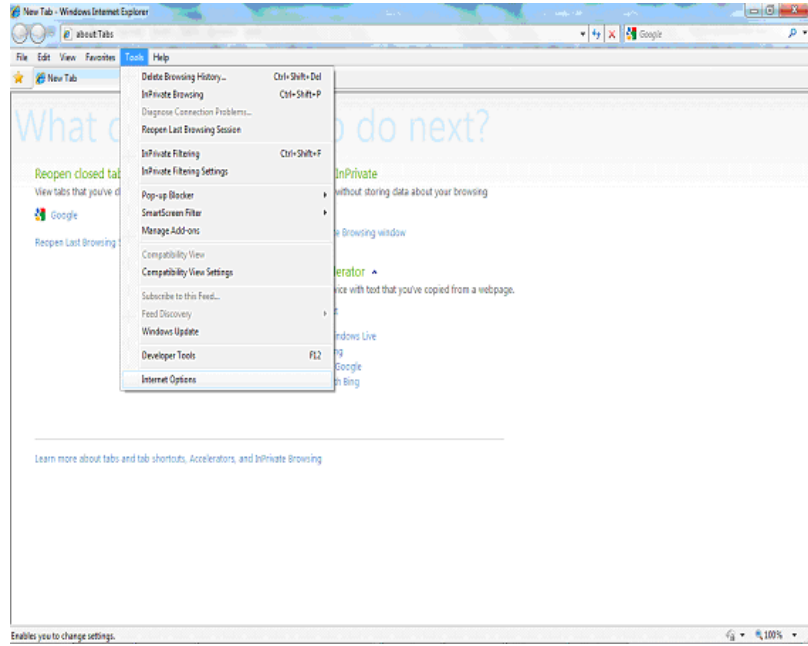 New Tab - Windows Internet Explorer
about:Tabs
Google
File Edit View Favorites Tools Help
New Tab
Delete Browsing History... Ctrl+Shift+Del
InPrivate Browsing Ctrl+Shift+P
Diagnose Connection Problems...
Reopen Last Browsing Session
InPrivate Filtering Ctrl+Shift+F
InPrivate Filtering Settings
Pop-up Blocker
SmartScreen Filter
Manage Add-ons
Compatibility View
Compatibility View Settings
Subscribe to this Feed...
Feed Discovery
Windows Update
Developer Tools F12
Internet Options
What do next?
Reopen closed tab InPrivate
View tabs that you've cl without storing data about your browsing
Google
Browsing window
Reopen Last Browsing
erator
ice with text that you've copied from a webpage.
ndows Live
ng
Google
h Bing
Learn more about tabs and tab shortcuts, Accelerators, and InPrivate Browsing
Enables you to change settings. 100%